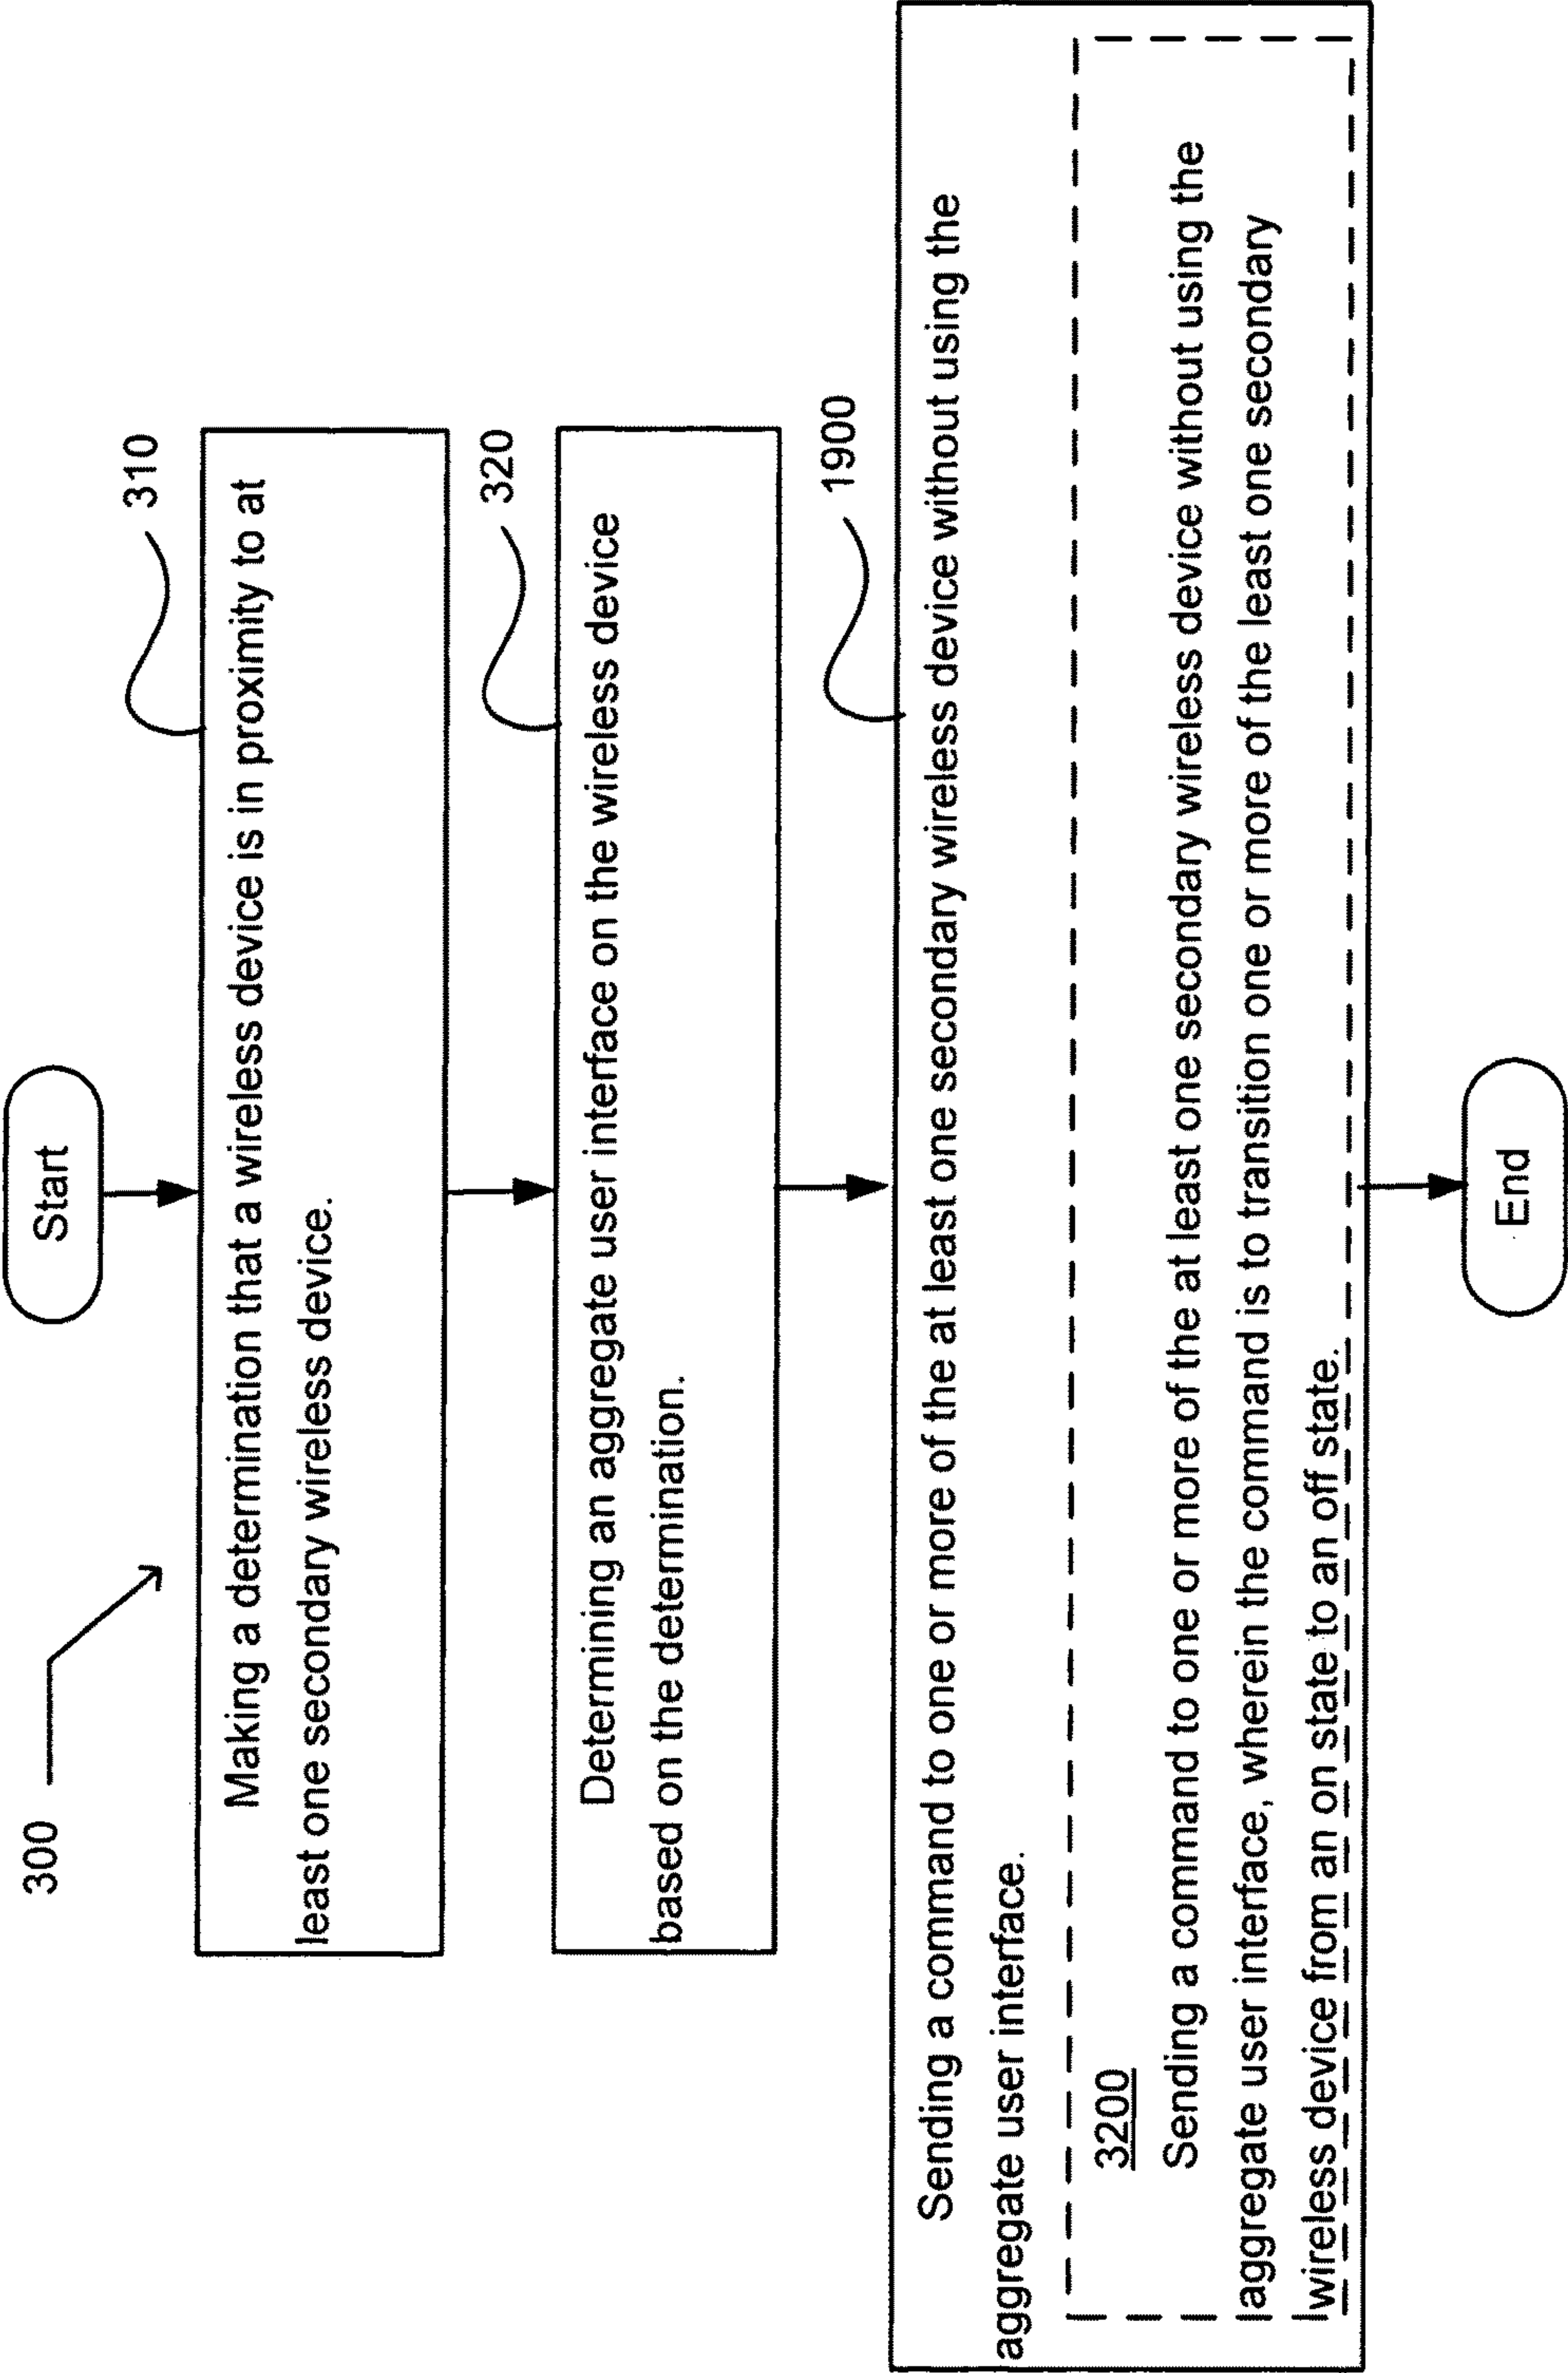 300
Start
310
Making a determination that a wireless device is in proximity to at
least one secondary wireless device.
320
Determining an aggregate user interface on the wireless device
based on the determination.
1900
Sending a command to one or more of the at least one secondary wireless device without using the
aggregate user interface.
3200
Sending a command to one or more of the at least one secondary wireless device without using the
aggregate user interface, wherein the command is to transition one or more of the least one secondary
wireless device from an on state to an off state.
End